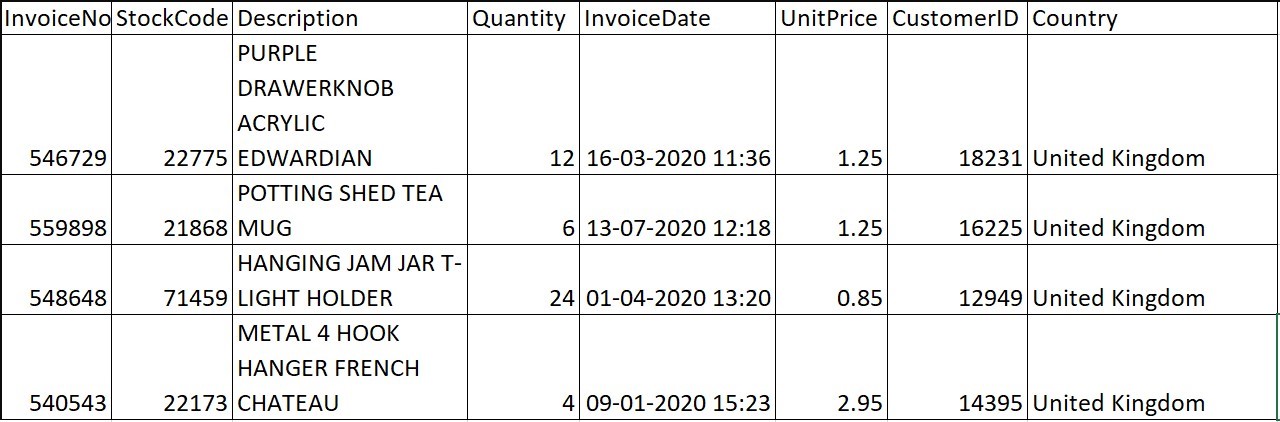 InvoiceNo StockCode Description Quantity InvoiceDate UnitPrice CustomerID Country
PURPLE
DRAWERKNOB
ACRYLIC
546729 22775 EDWARDIAN 12 16-03-2020 11:36 1.25 18231 United Kingdom
POTTING SHED TEA
559898 21868 MUG 6 13-07-2020 12:18 1.25 16225 United Kingdom
HANGING JAM JAR T-
548648 71459 LIGHT HOLDER 24 01-04-2020 13:20 0.85 12949 United Kingdom
METAL 4 HOOK
HANGER FRENCH
540543 22173 CHATEAU 4 09-01-2020 15:23 2.95 14395 United Kingdom